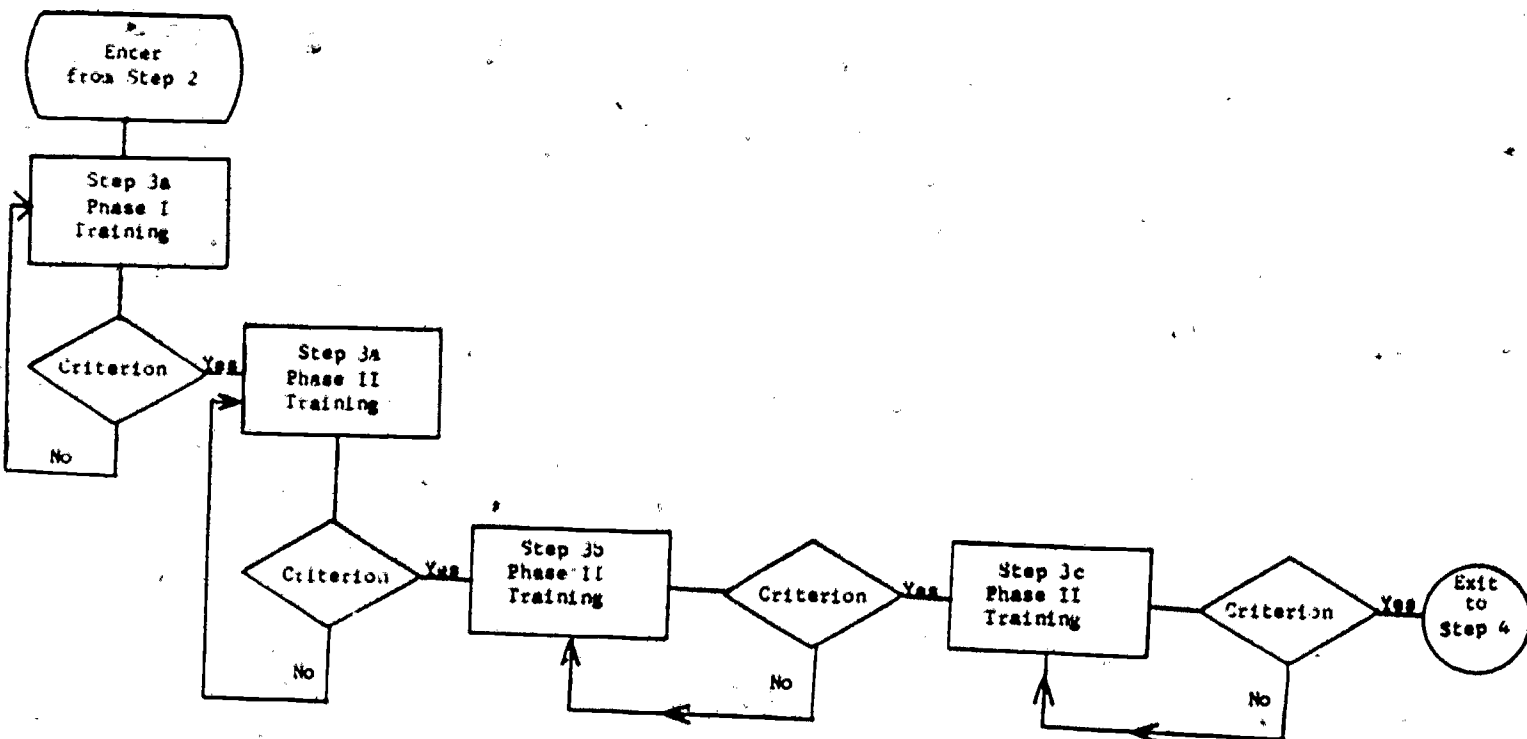 Enter
from Step 2
Step 3a
Phase I
Training
Criterion
Yes
No
Step 3a
Phase II
Training
Criterion
Yes
No
Step 3b
Phase II
Training
Criterion
Yes
No
Step 3c
Phase II
Training
Criterion
Yes
No
Exit
to
Step 4